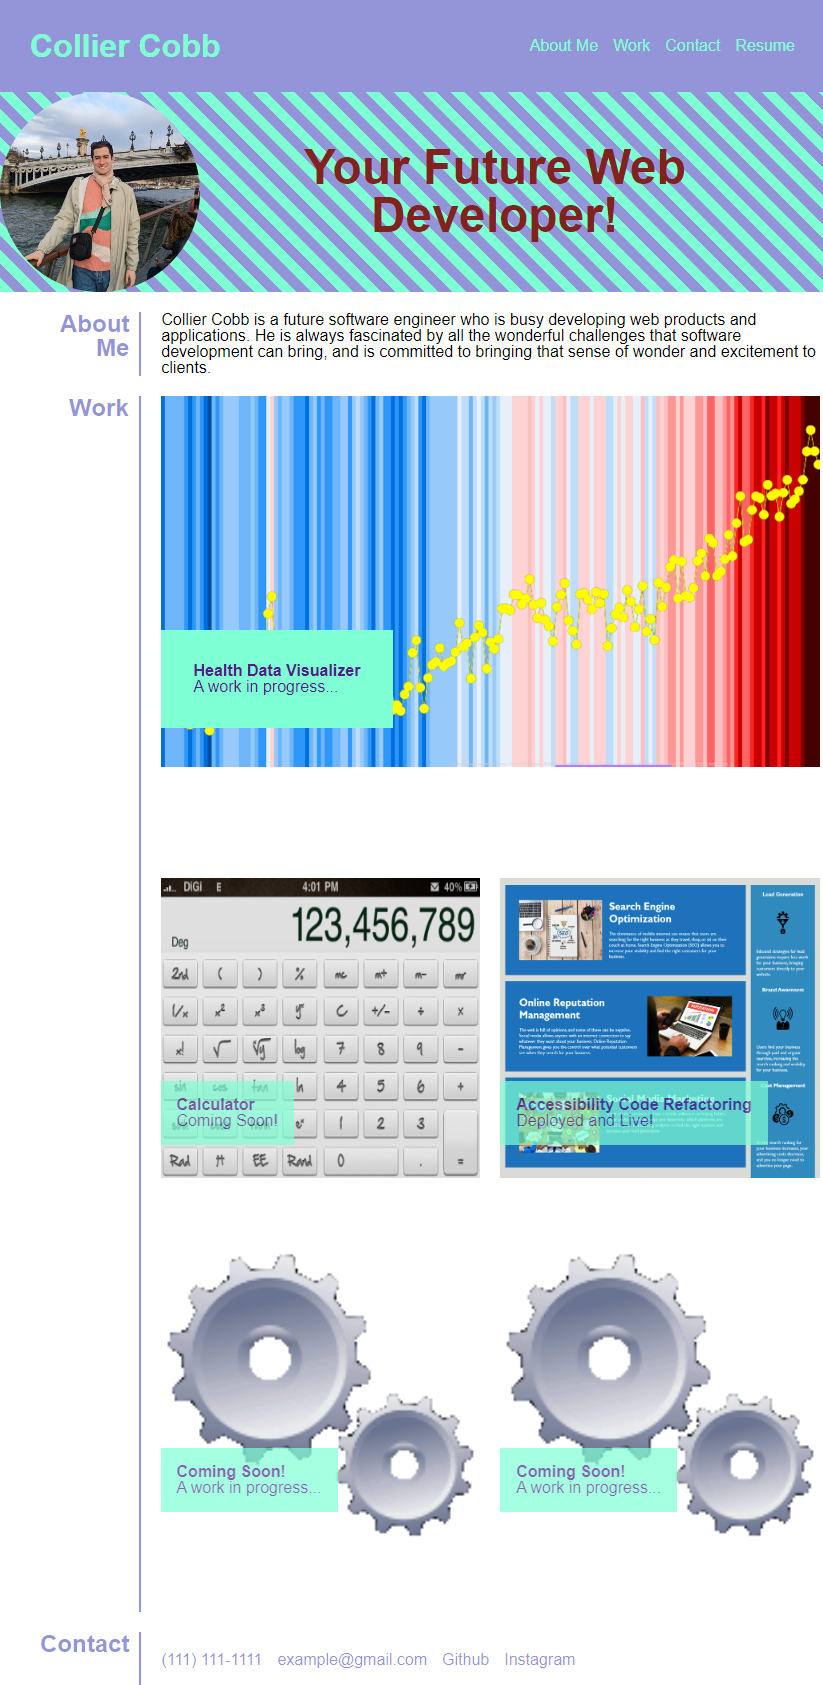 Collier Cobb
About Me Work Contact Resume
Your Future Web
Developer!
About
Me
Collier Cobb is a future software engineer who is busy developing web products and
applications. He is always fascinated by all the wonderful challenges that software
development can bring, and is committed to bringing that sense of wonder and excitement to
clients.
Work
Health Data Visualizer
A work in progress...
DIGI E 4:01 PM 40%
123,456,789
Deg
2nd ( ) % mc m+ m- mr
1/x x² x³ yˣ C +/- ÷ x
x! √ log 7 8 9 -
sin cos tan ln 4 5 6 +
1 2 3
Rad π EE Rand 0 . =
Calculator
Coming Soon!
Search Engine
Optimization
Online Reputation
Management
Social Media Marketing
Lead Generation
Brand Awareness
Cost Management
Accessibility Code Refactoring
Deployed and Live!
Coming Soon!
A work in progress...
Coming Soon!
A work in progress...
Contact
(111) 111-1111 example@gmail.com Github Instagram